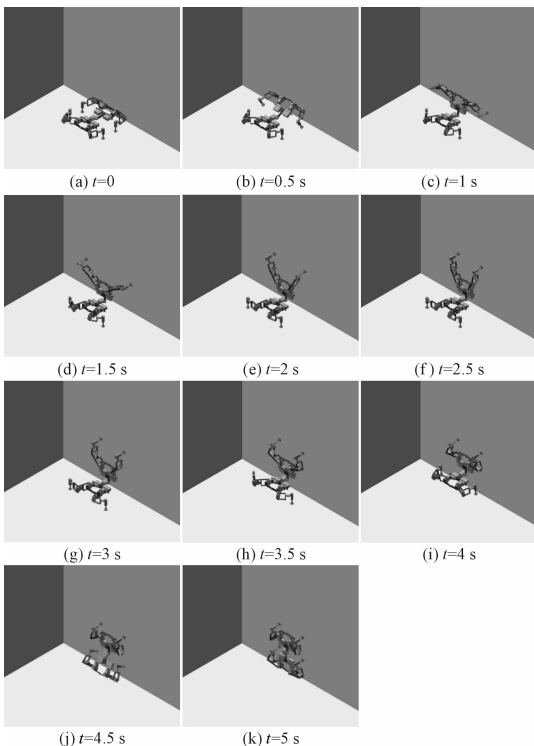 (a) t=0
(b) t=0.5 s
(c) t=1 s
(d) t=1.5 s
(e) t=2 s
(f) t=2.5 s
(g) t=3 s
(h) t=3.5 s
(i) t=4 s
(j) t=4.5 s
(k) t=5 s